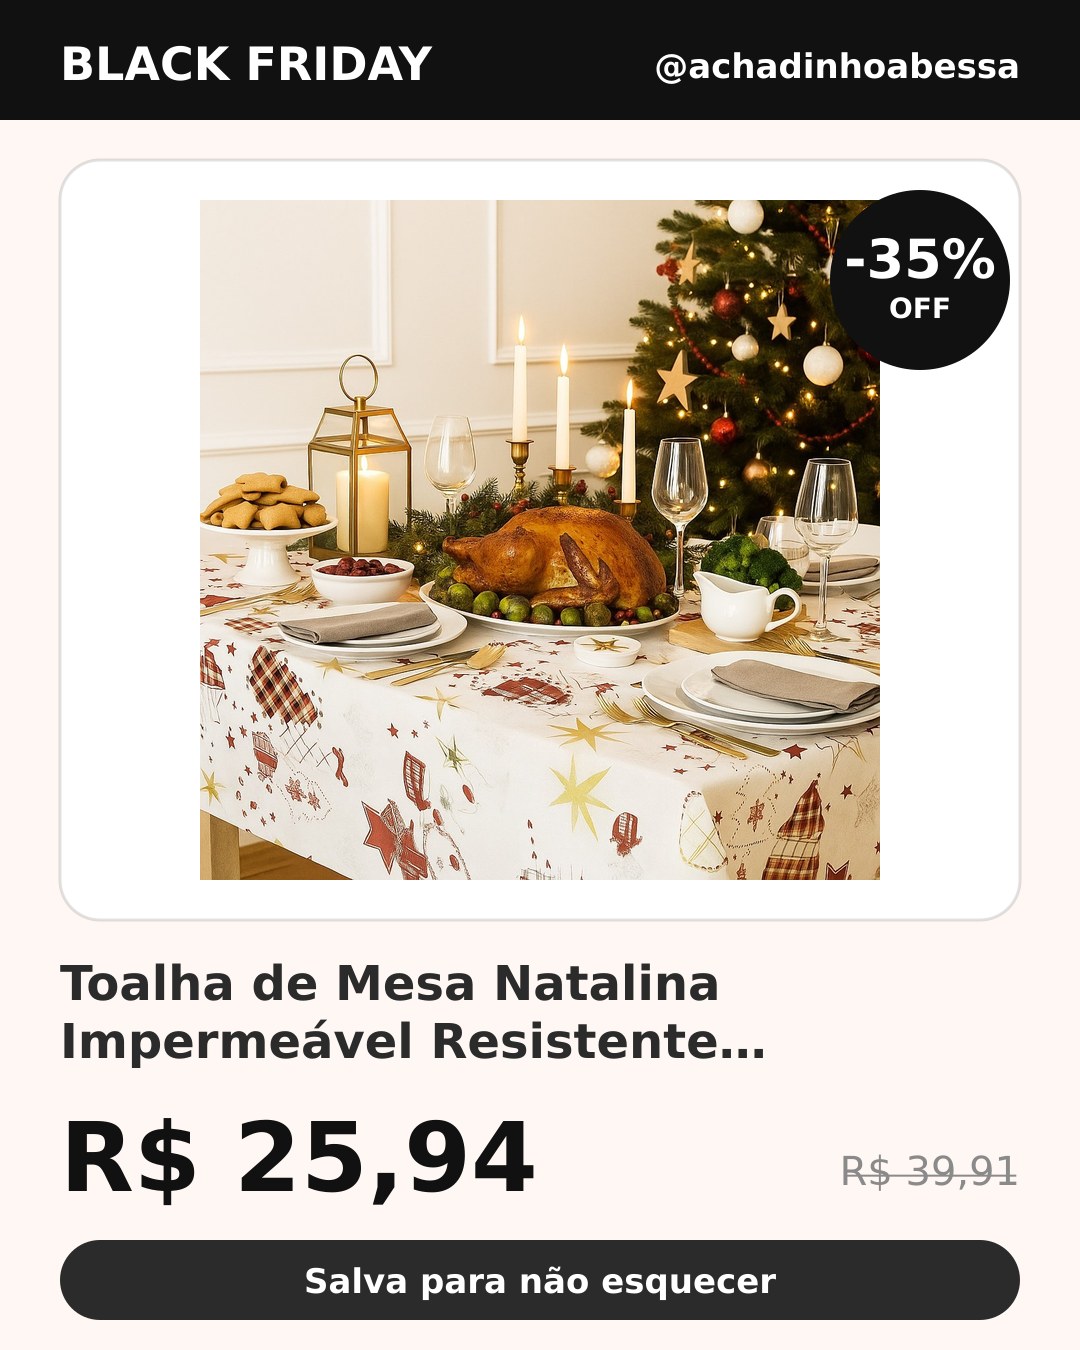 BLACK FRIDAY
@achadinhoabessa
-35%
OFF
Toalha de Mesa Natalina
Impermeável Resistente...
R$ 25,94
R$ 39,91
Salva para não esquecer